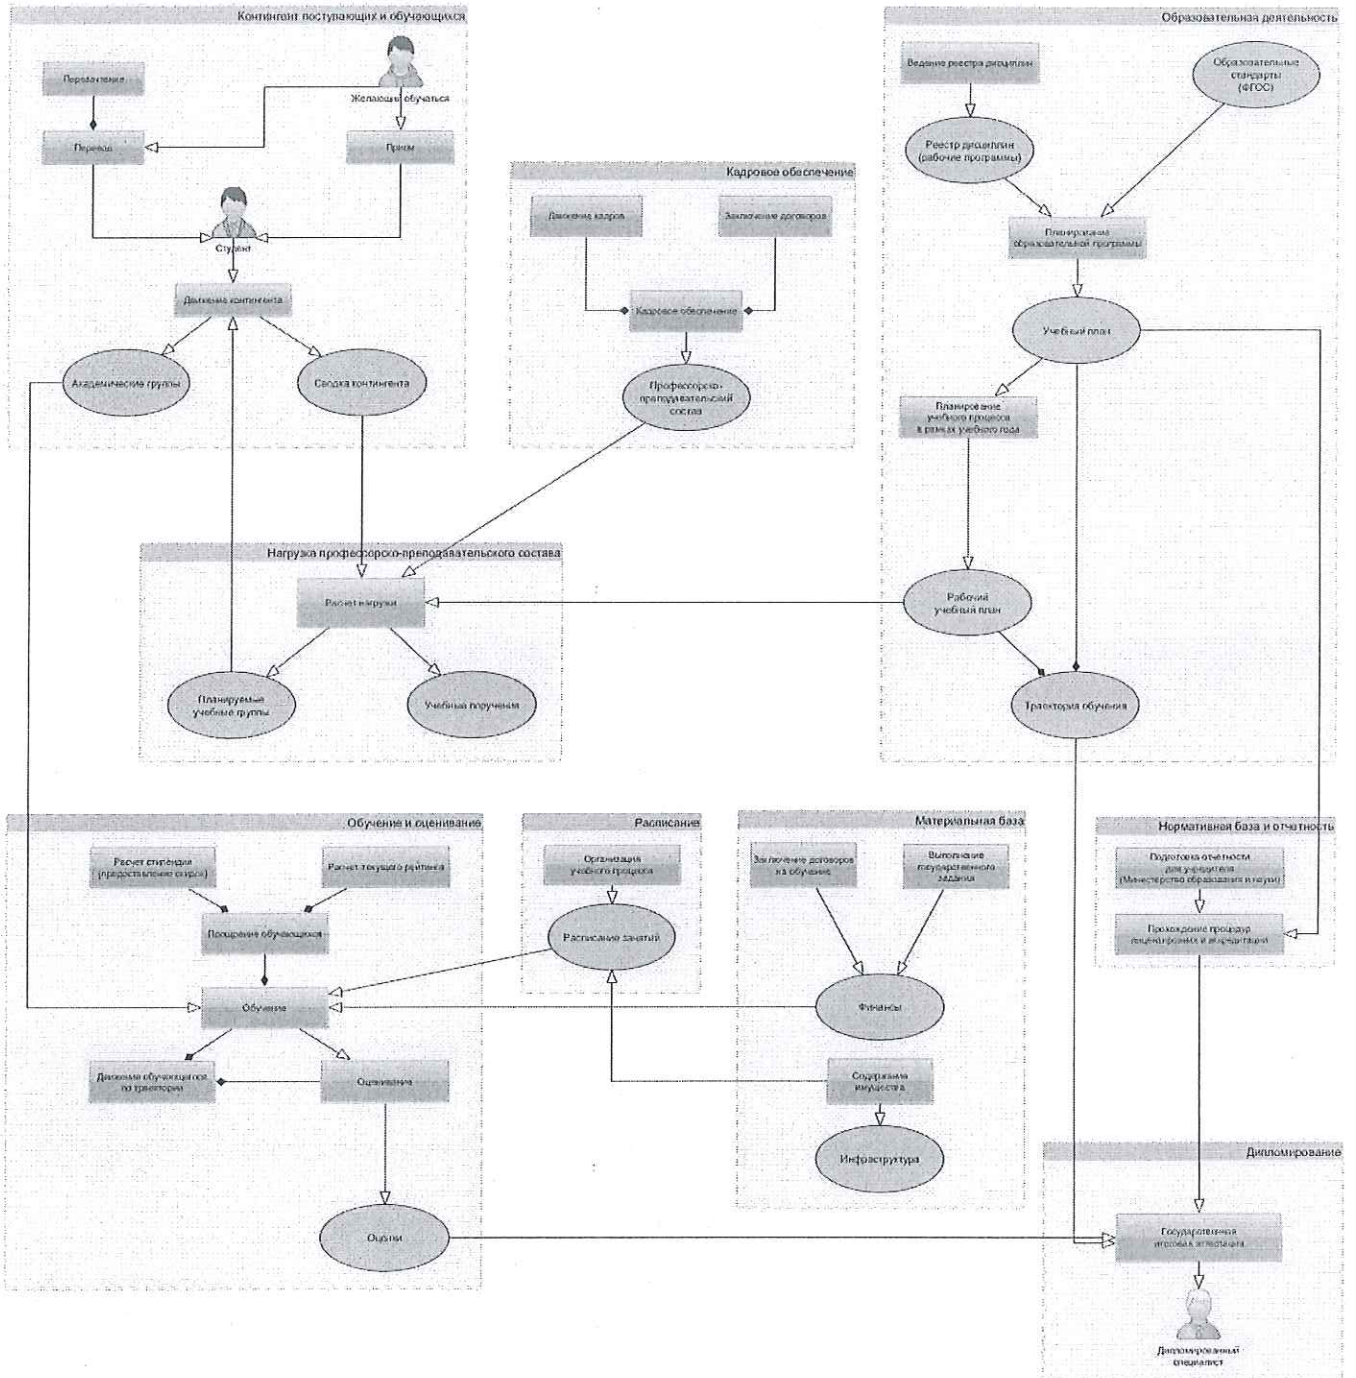 Контингент поступающих и обучающихся
Перезачтение
Желающий обучаться
Перевод
Прием
Студент
Движение контингента
Академические группы
Сводка контингента
Кадровое обеспечение
Движение кадров
Заключение договоров
Кадровое обеспечение
Профессорско-
преподавательский
состав
Образовательная деятельность
Ведение реестра дисциплин
Образовательные
стандарты
(ФГОС)
Реестр дисциплин
(рабочие программы)
Планирование
образовательной программы
Учебный план
Планирование
учебного процесса
в рамках учебного года
Рабочий
учебный план
Траектория обучения
Нагрузка профессорско-преподавательского состава
Расчет нагрузки
Планируемые
учебные группы
Учебные поручения
Обучение и оценивание
Расчет стипендии
(предоставление скидок)
Расчет текущего рейтинга
Поощрение обучающихся
Обучение
Движение обучающегося
по траектории
Оценивание
Оценки
Расписание
Организация
учебного процесса
Расписание занятий
Материальная база
Заключение договоров
на обучение
Выполнение
государственного
задания
Финансы
Содержание
имущества
Инфраструктура
Нормативная база и отчетность
Подготовка отчетности
для учредителя
(Министерство образования и науки)
Прохождение процедур
лицензирования и аккредитации
Дипломирование
Государственная
итоговая аттестация
Дипломированный
специалист